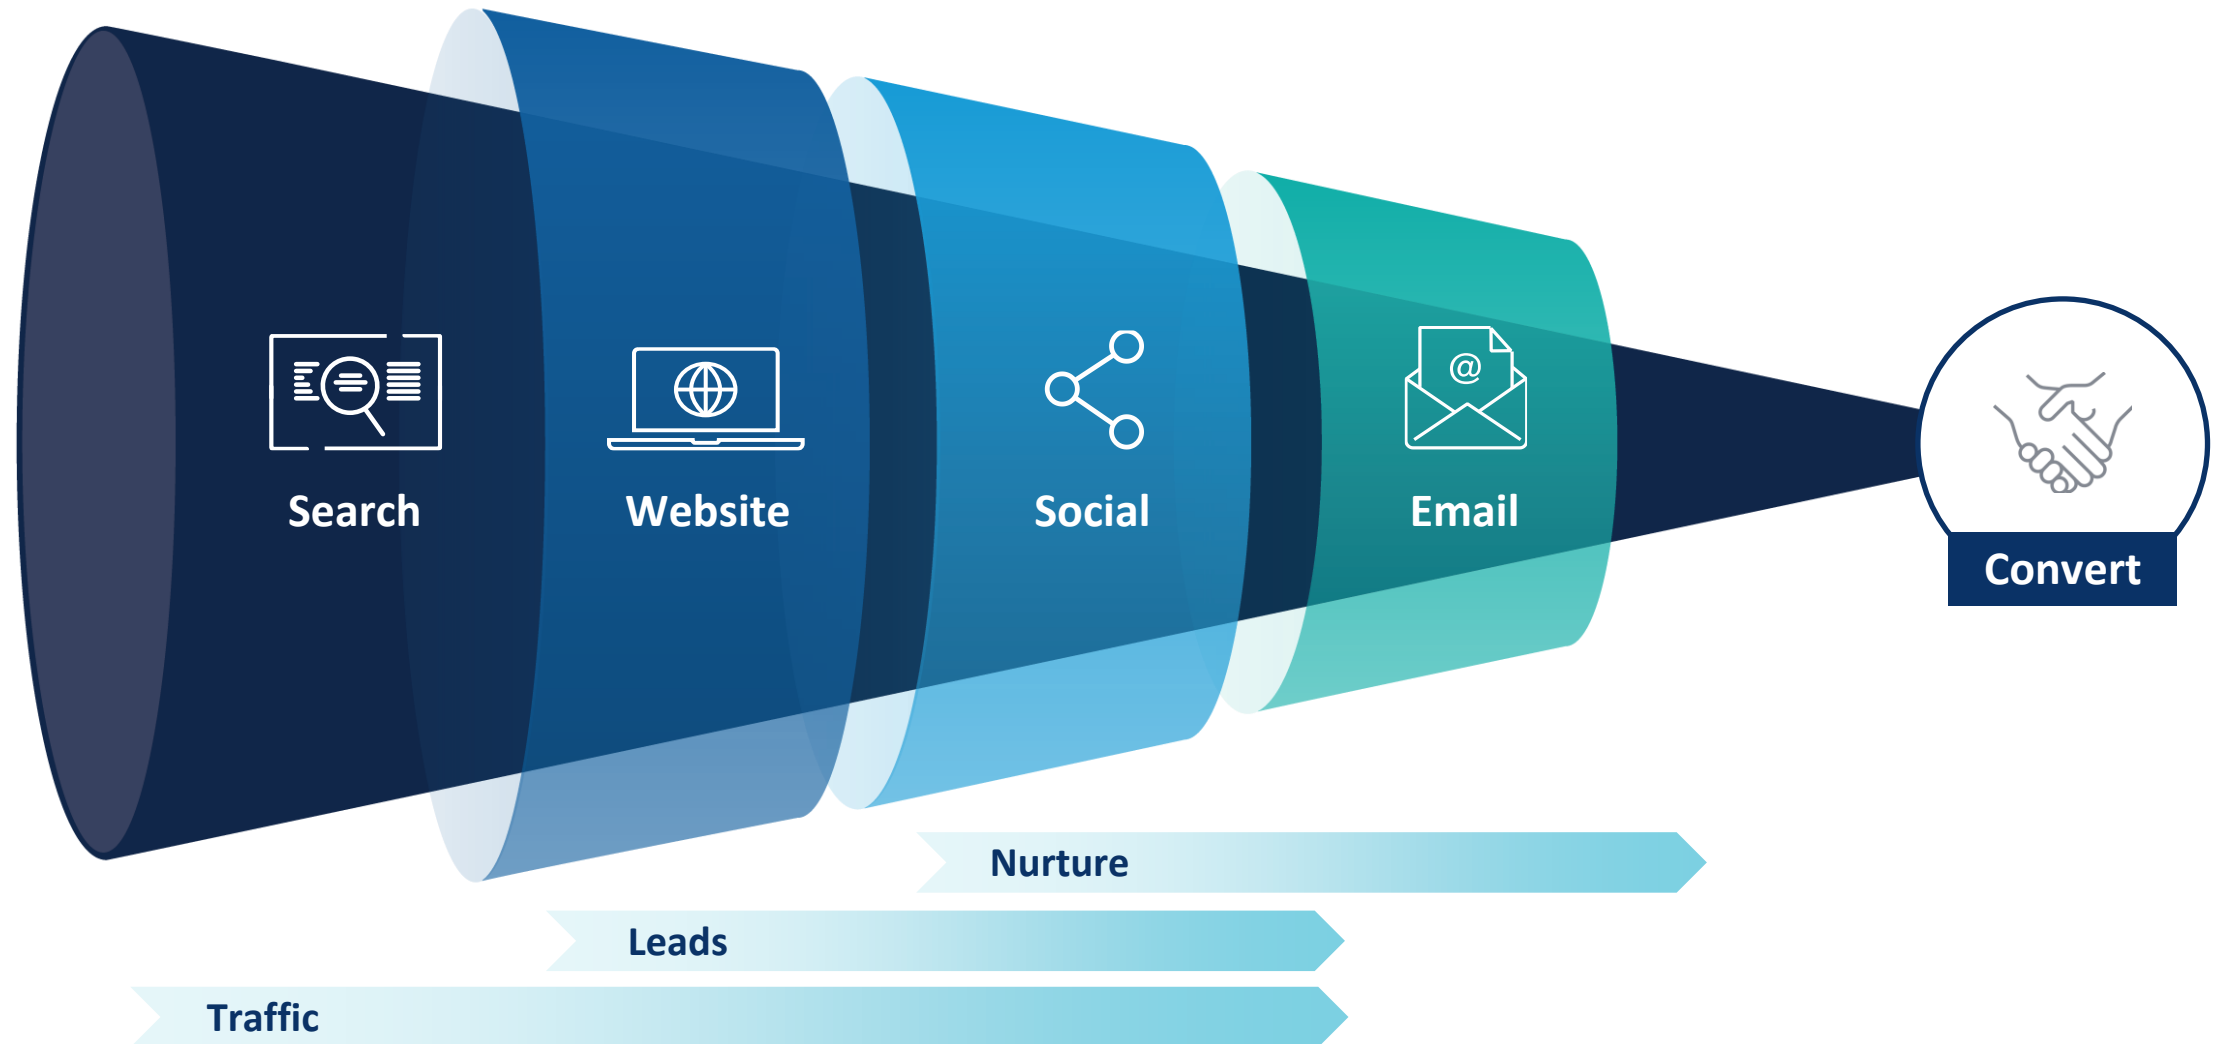 Search
Website
Social
Email
@
Convert
Nurture
Leads
Traffic